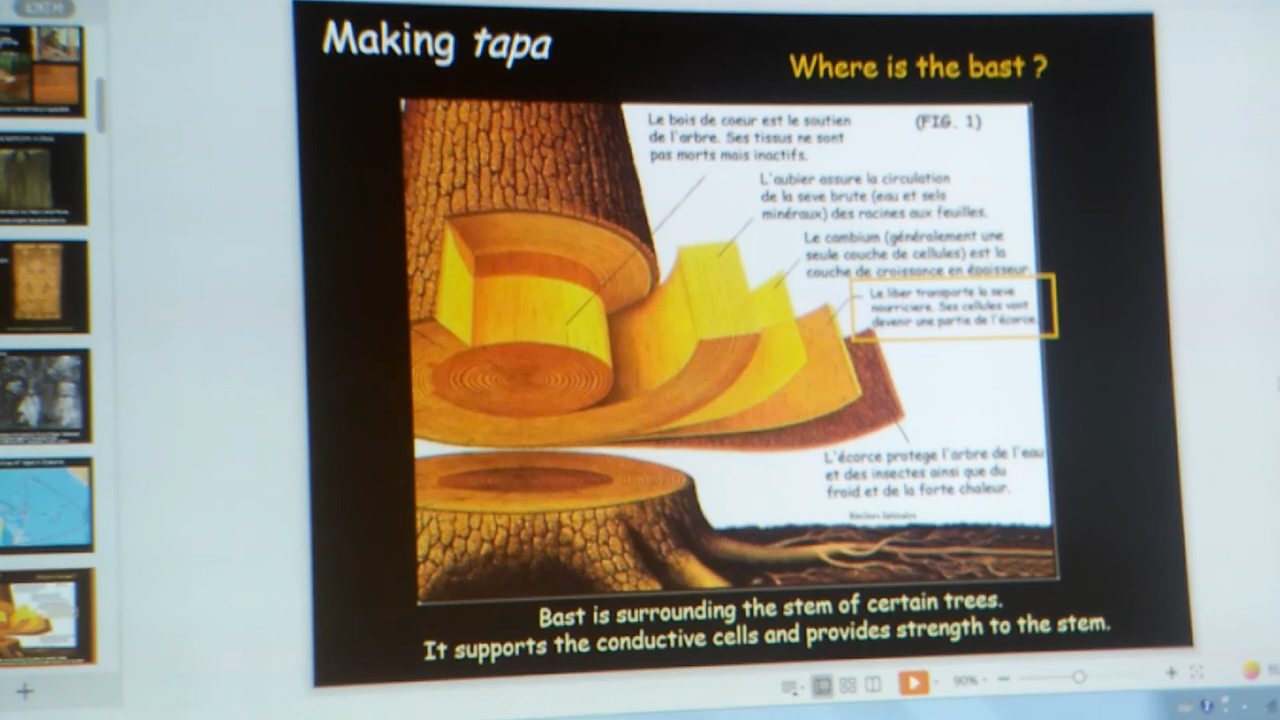 Making tapa
Where is the bast ?
Le bois de coeur est le soutien
de l'arbre. Ses tissus ne sont
pas morts mais inactifs.
(FIG. 1)
L'aubier assure la circulation
de la seve brute (eau et sels
minéraux) des racines aux feuilles.
Le cambium (généralement une
seule couche de cellules) est la
couche de croissance en épaisseur
Le liber transporte la seve
nourriciere. Ses cellules vont
devenir une partie de l'écorce.
L'écorce protege l'arbre de l'eau
et des insectes ainsi que du
froid et de la forte chaleur.
Bast is surrounding the stem of certain trees.
It supports the conductive cells and provides strength to the stem.
90%